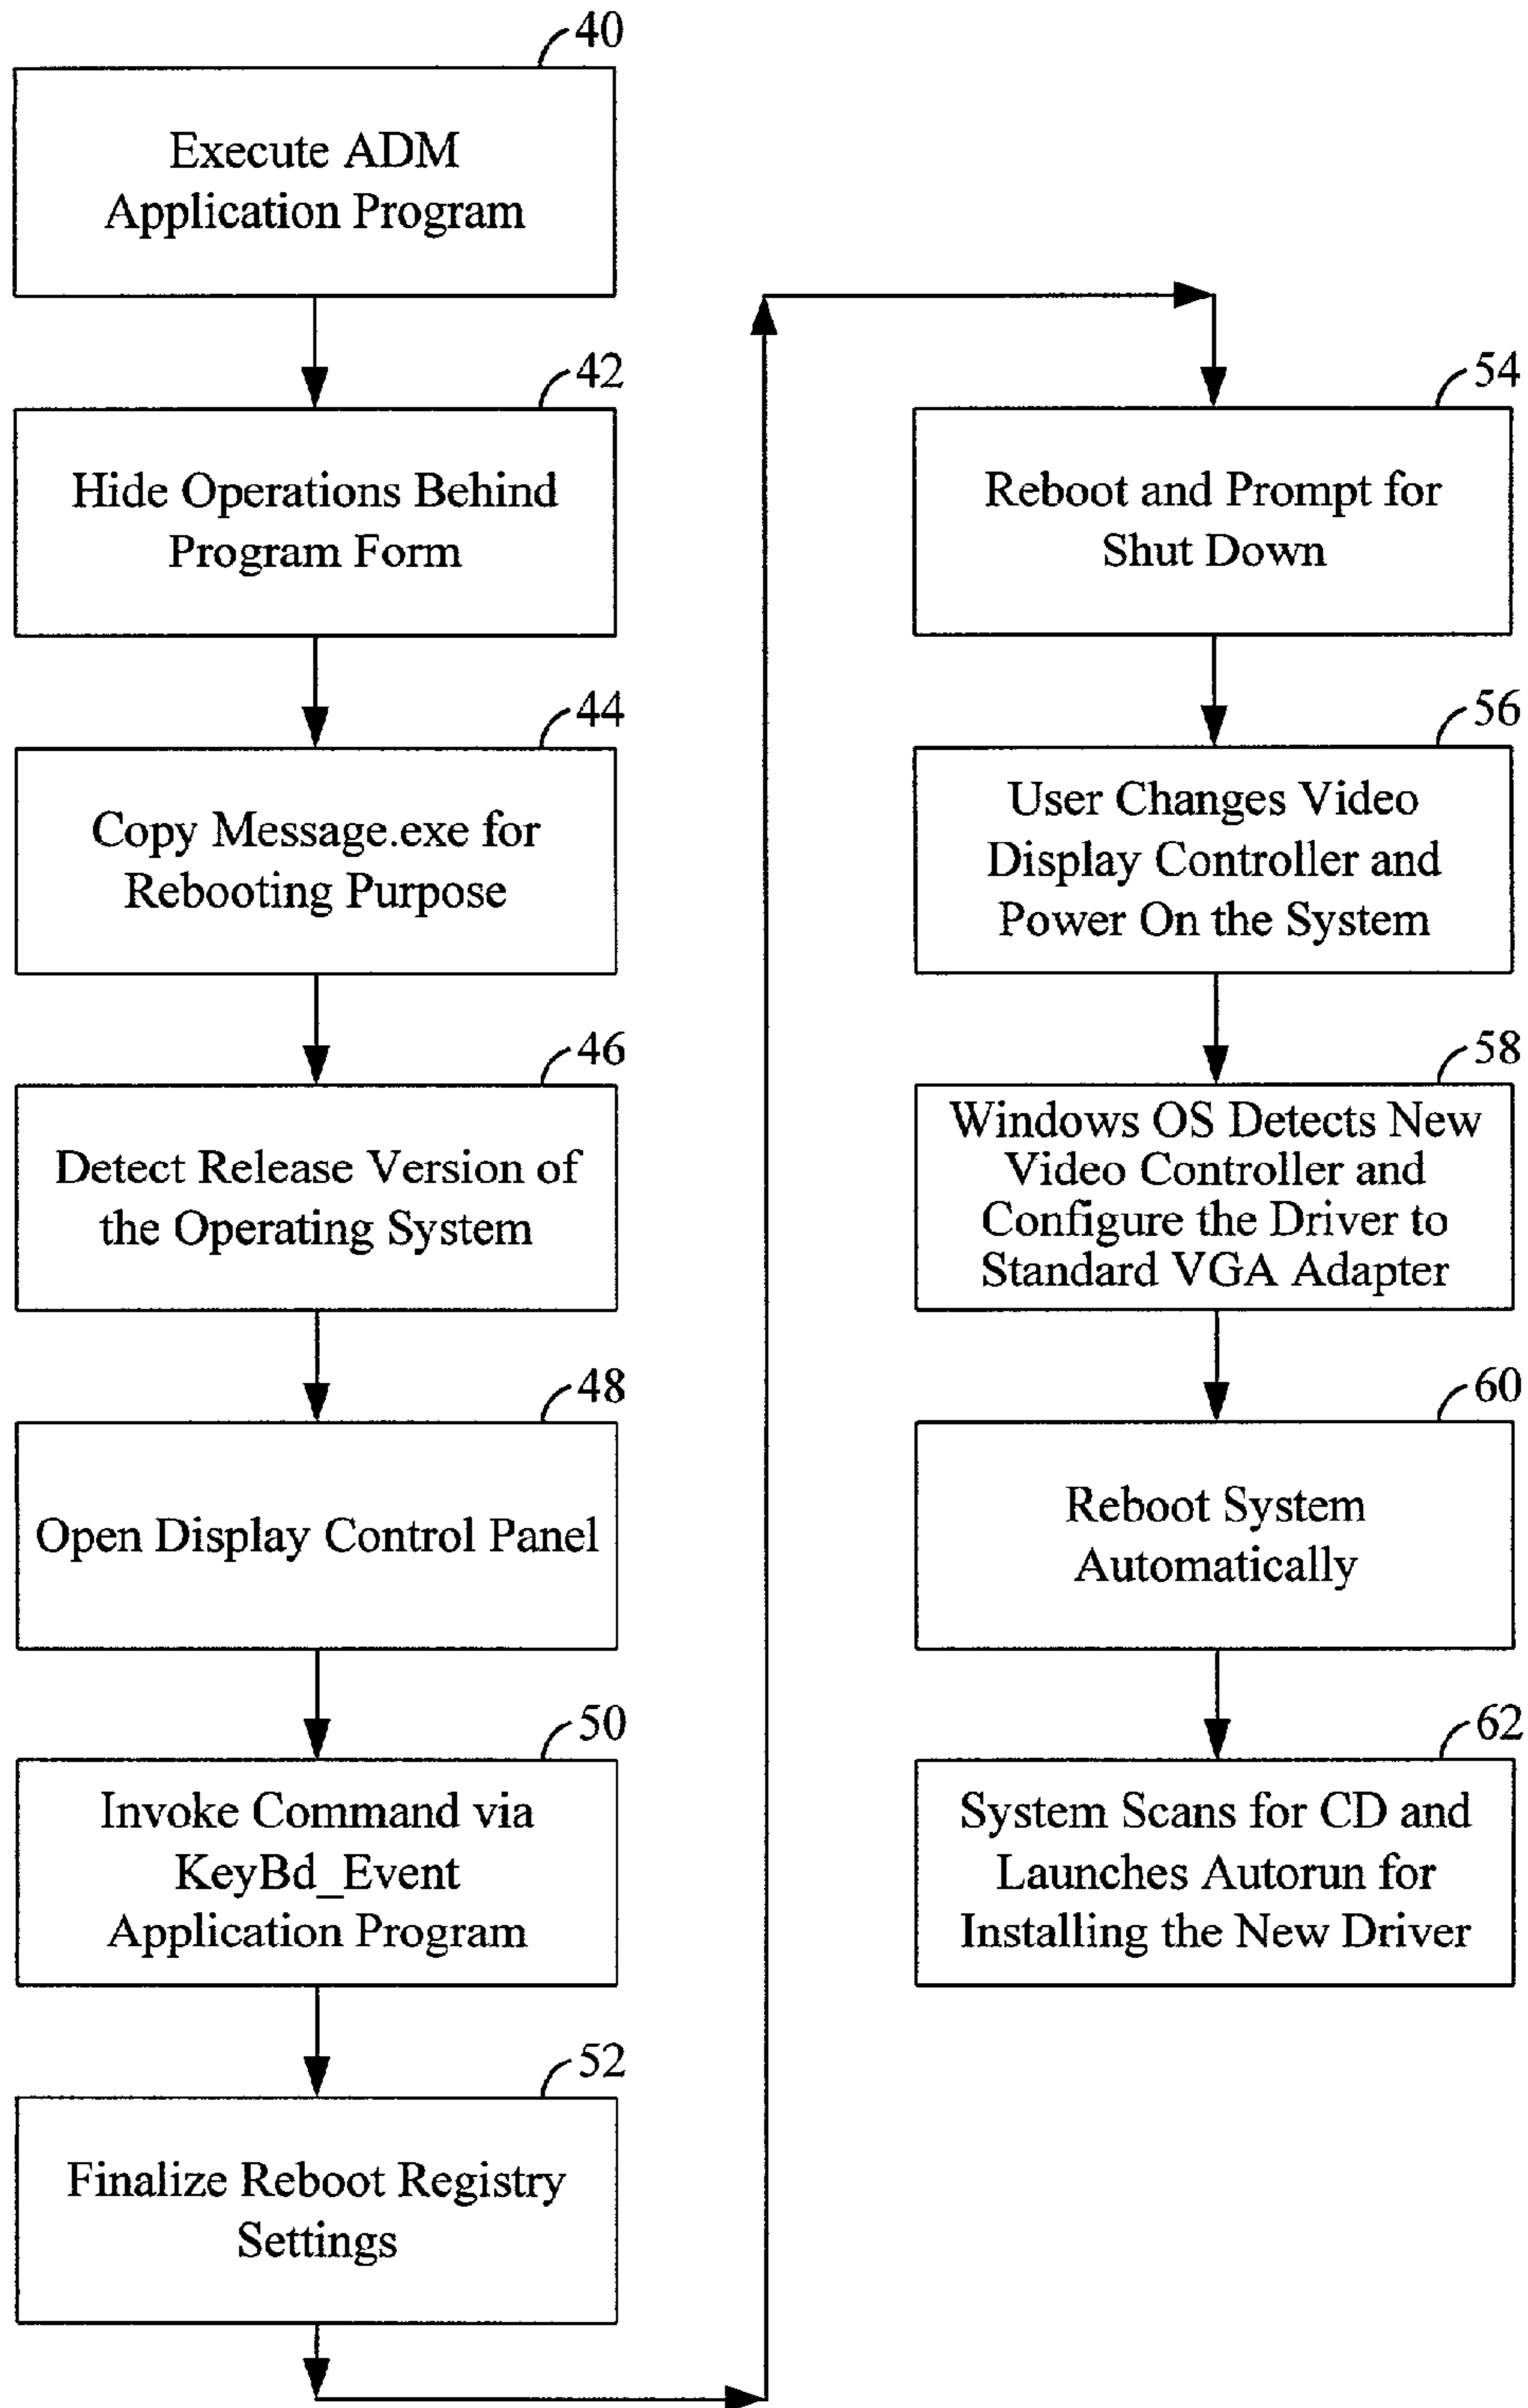 40
Execute ADM
Application Program
42
Hide Operations Behind
Program Form
44
Copy Message.exe for
Rebooting Purpose
46
Detect Release Version of
the Operating System
48
Open Display Control Panel
50
Invoke Command via
KeyBd_Event
Application Program
52
Finalize Reboot Registry
Settings
54
Reboot and Prompt for
Shut Down
56
User Changes Video
Display Controller and
Power On the System
58
Windows OS Detects New
Video Controller and
Configure the Driver to
Standard VGA Adapter
60
Reboot System
Automatically
62
System Scans for CD and
Launches Autorun for
Installing the New Driver